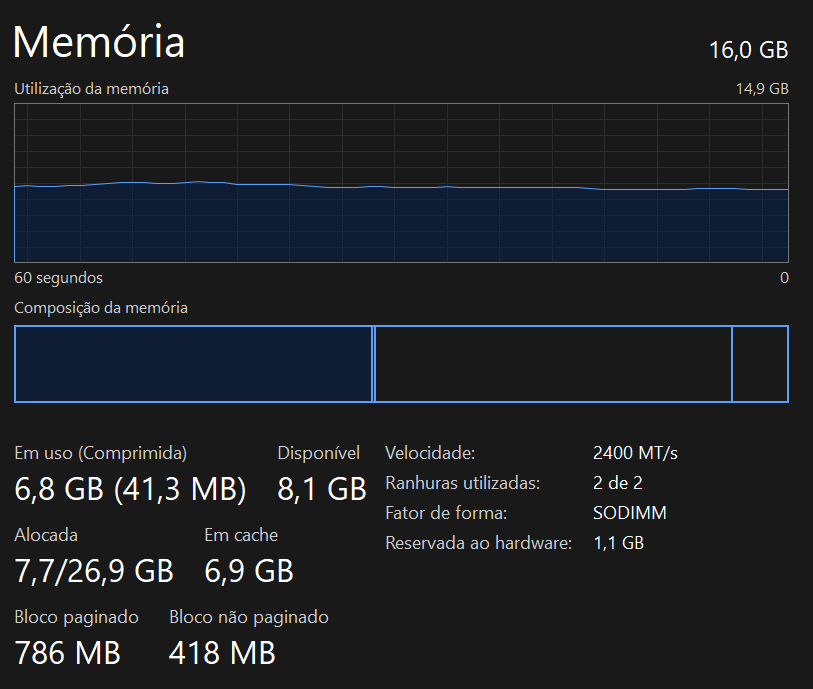 Memória
16,0 GB
Utilização da memória
14,9 GB
60 segundos
0
Composição da memória
Em uso (Comprimida)
6,8 GB (41,3 MB)
Disponível
8,1 GB
Alocada
7,7/26,9 GB
Em cache
6,9 GB
Bloco paginado
786 MB
Bloco não paginado
418 MB
Velocidade: 2400 MT/s
Ranhuras utilizadas: 2 de 2
Fator de forma: SODIMM
Reservada ao hardware: 1,1 GB